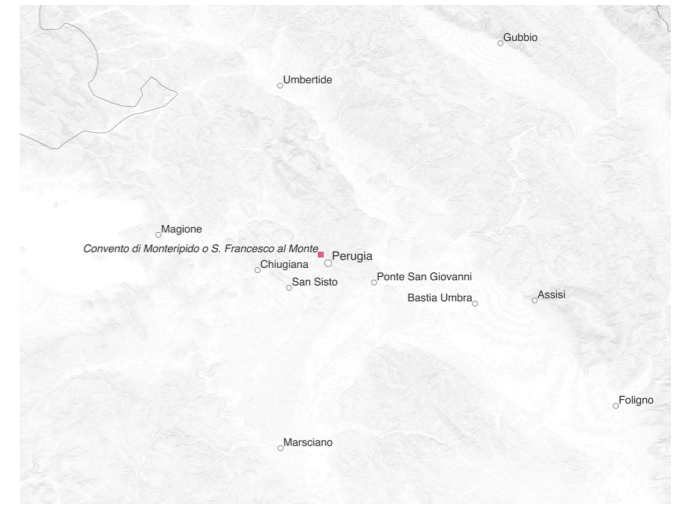 Gubbio
Umbertide
Magione
Convento di Monteripido o S. Francesco al Monte
Perugia
Chiugiana
San Sisto
Ponte San Giovanni
Bastia Umbra
Assisi
Foligno
Marsciano